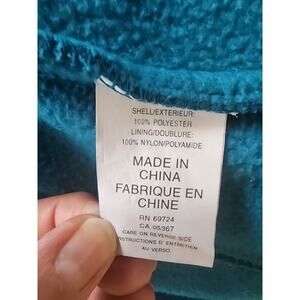 SHELL/EXTERIEUR:
100% POLYESTER
LINING/DOUBLURE:
100% NYLON/POLYAMIDE
MADE IN
CHINA
FABRIQUE EN
CHINE
RN 69724
CA 05367
CARE ON REVERSE SIDE
INSTRUCTIONS D' ENTRETIEN
AU VERSO